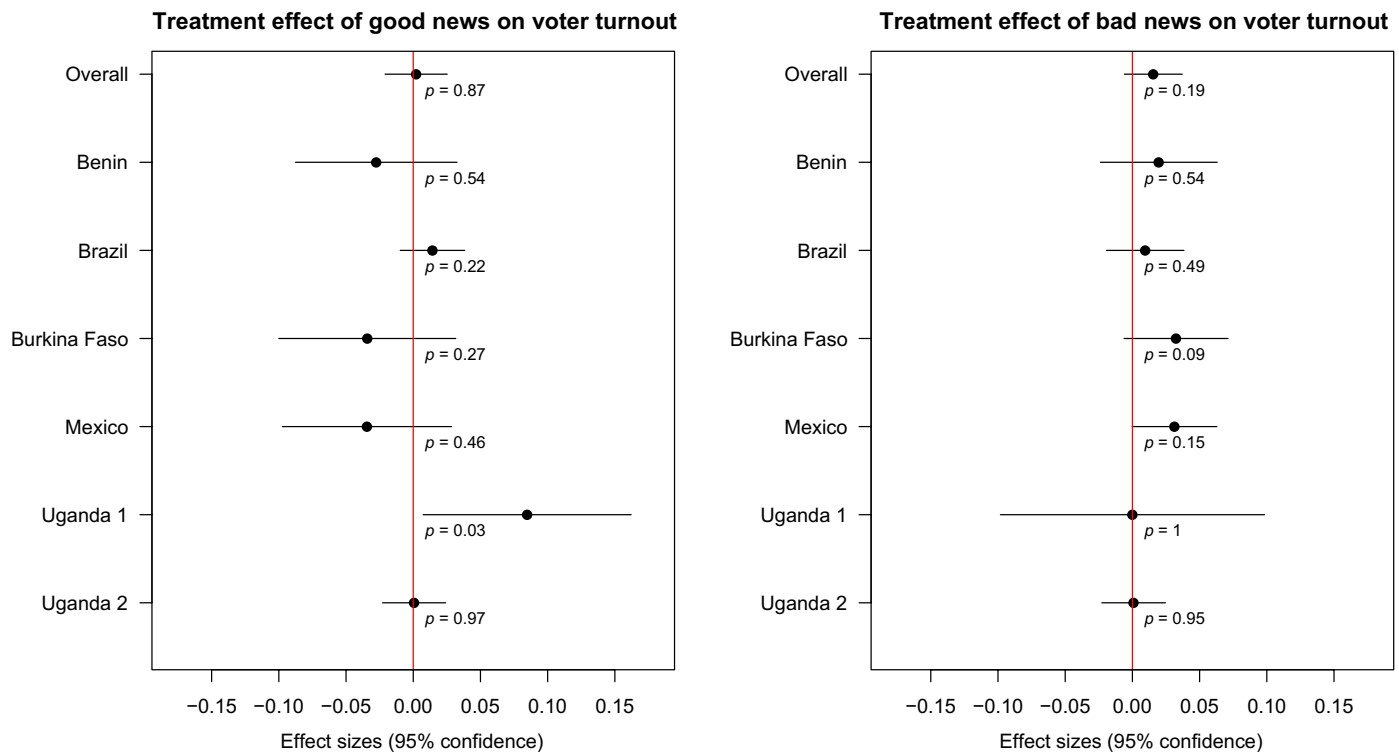 Treatment effect of good news on voter turnout
Overall
p = 0.87
Benin
p = 0.54
Brazil
p = 0.22
Burkina Faso
p = 0.27
Mexico
p = 0.46
Uganda 1
p = 0.03
Uganda 2
p = 0.97
−0.15 −0.10 −0.05 0.00 0.05 0.10 0.15
Effect sizes (95% confidence)
Treatment effect of bad news on voter turnout
Overall
p = 0.19
Benin
p = 0.54
Brazil
p = 0.49
Burkina Faso
p = 0.09
Mexico
p = 0.15
Uganda 1
p = 1
Uganda 2
p = 0.95
−0.15 −0.10 −0.05 0.00 0.05 0.10 0.15
Effect sizes (95% confidence)